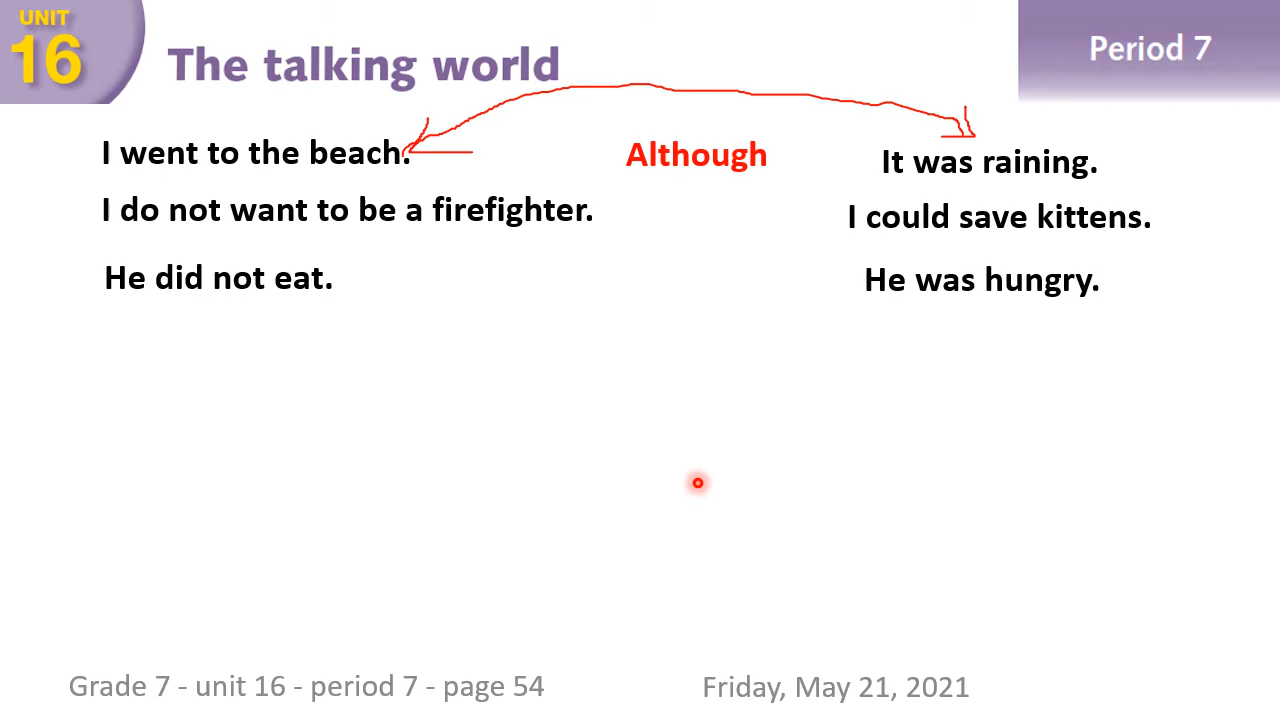 UNIT
16
The talking world
Period 7
I went to the beach.
Although
It was raining.
I do not want to be a firefighter.
I could save kittens.
He did not eat.
He was hungry.
Grade 7 - unit 16 - period 7 - page 54
Friday, May 21, 2021